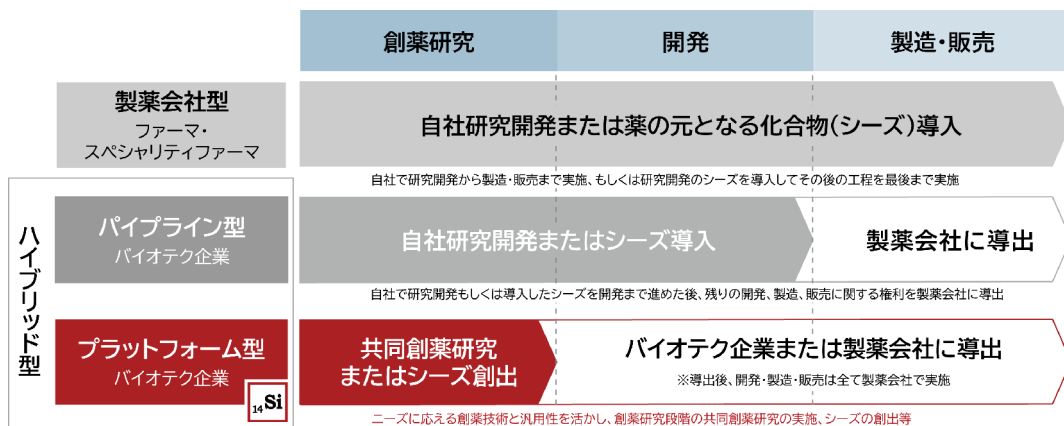 創薬研究
開発
製造・販売
製薬会社型
ファーマ・
スペシャリティファーマ
自社研究開発または薬の元となる化合物(シーズ)導入
自社で研究開発から製造・販売まで実施、もしくは研究開発のシーズを導入してその後の工程を最後まで実施
ハイブリッド型
パイプライン型
バイオテク企業
自社研究開発またはシーズ導入
製薬会社に導出
自社で研究開発もしくは導入したシーズを開発まで進めた後、残りの開発、製造、販売に関する権利を製薬会社に導出
プラットフォーム型
バイオテク企業
14Si
共同創薬研究
またはシーズ創出
バイオテク企業または製薬会社に導出
※導出後、開発・製造・販売は全て製薬会社で実施
ニーズに応える創薬技術と汎用性を活かし、創薬研究段階の共同創薬研究の実施、シーズの創出等